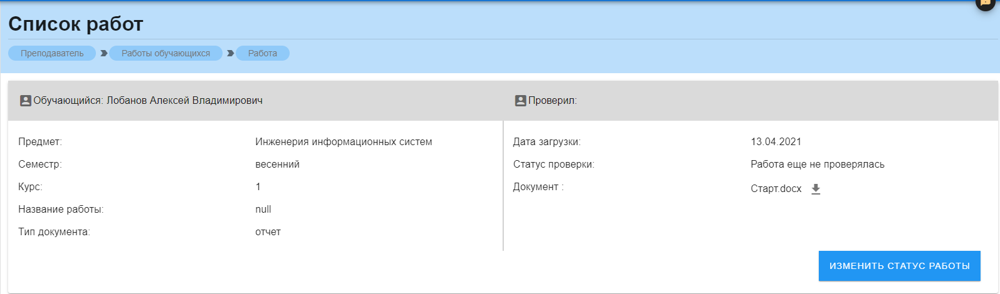 Список работ
Преподаватель Работы обучающихся Работа
Обучающийся: Лобанов Алексей Владимирович
Проверил:
Предмет: Инженерия информационных систем
Семестр: весенний
Курс: 1
Название работы: null
Тип документа: отчет
Дата загрузки: 13.04.2021
Статус проверки: Работа еще не проверялась
Документ : Старт.docx
ИЗМЕНИТЬ СТАТУС РАБОТЫ